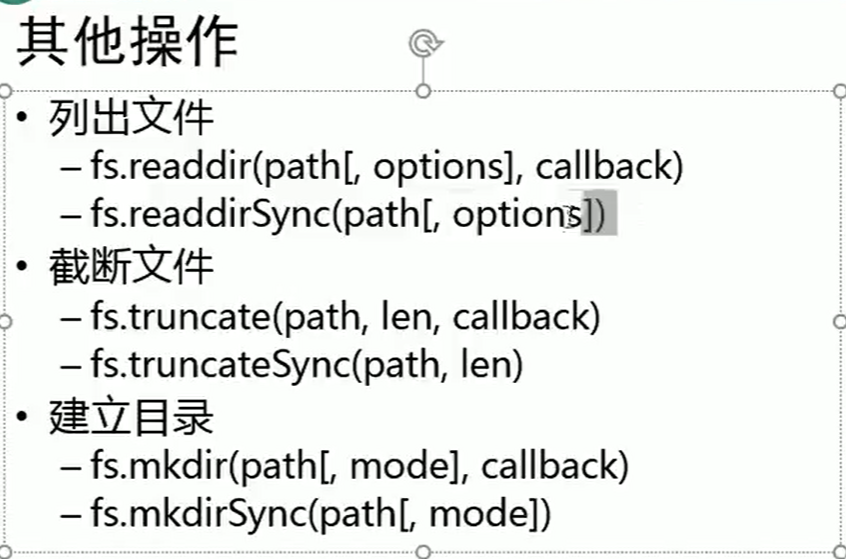 其他操作
• 列出文件
– fs.readdir(path[, options], callback)
– fs.readdirSync(path[, options])
• 截断文件
– fs.truncate(path, len, callback)
– fs.truncateSync(path, len)
• 建立目录
– fs.mkdir(path[, mode], callback)
– fs.mkdirSync(path[, mode])